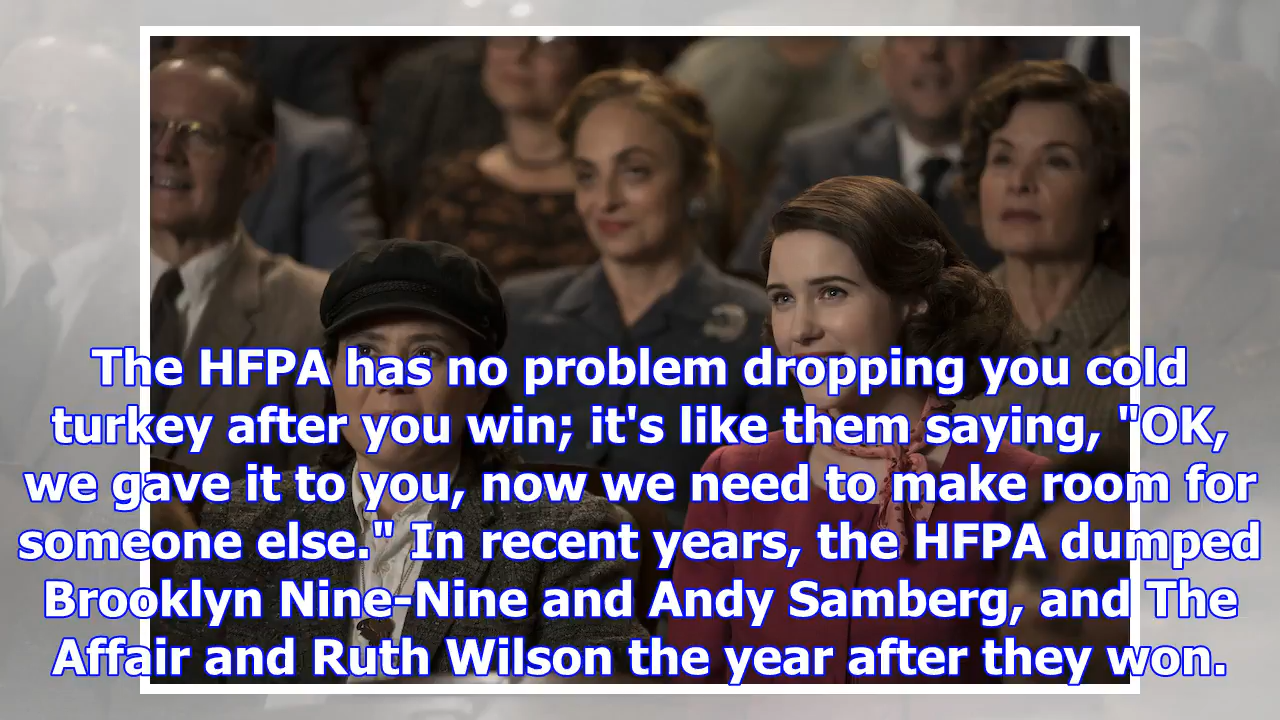 The HFPA has no problem dropping you cold
turkey after you win; it's like them saying, "OK,
we gave it to you, now we need to make room for
someone else." In recent years, the HFPA dumped
Brooklyn Nine-Nine and Andy Samberg, and The
Affair and Ruth Wilson the year after they won.